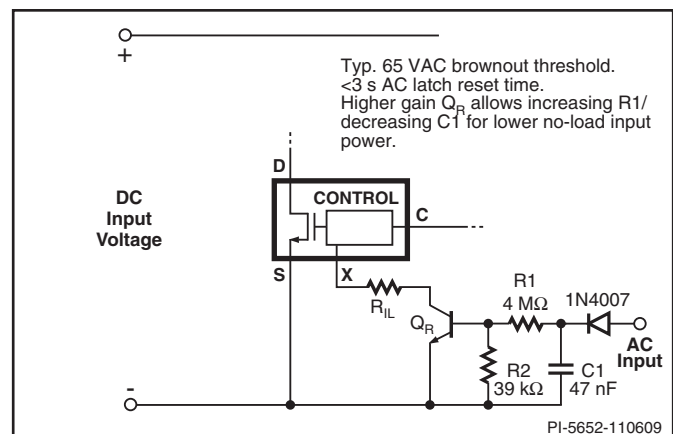 +
Typ. 65 VAC brownout threshold.
<3 s AC latch reset time.
Higher gain QR allows increasing R1/
decreasing C1 for lower no-load input
power.
D
CONTROL
C
DC
Input
Voltage
S
X
RIL
QR
R1
4 MΩ
1N4007
AC
Input
R2
39 kΩ
C1
47 nF
-
PI-5652-110609